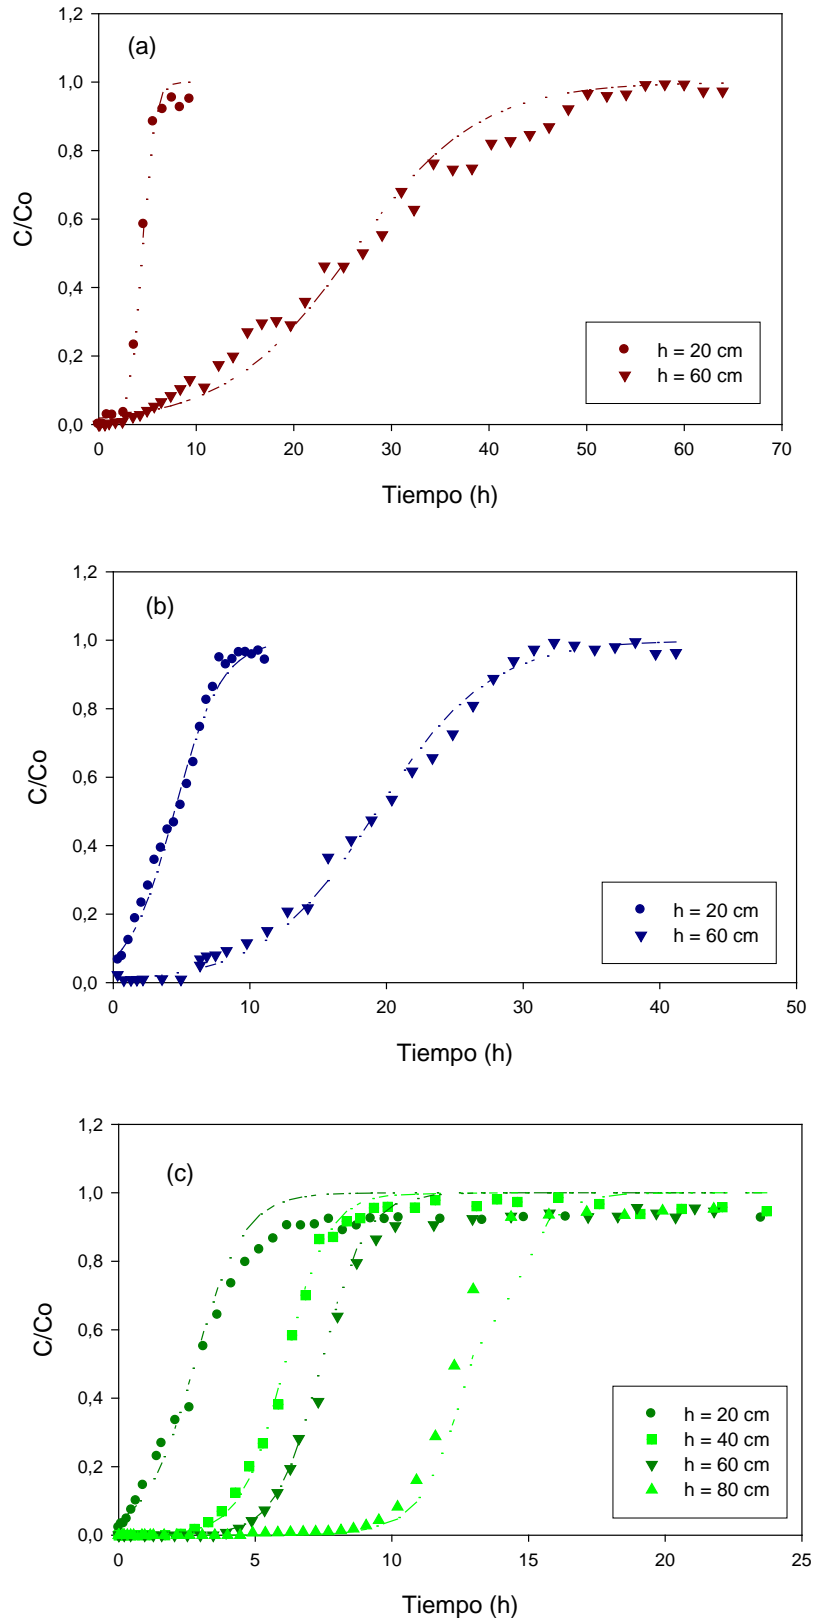 (a)
C/Co
1,2
1,0
0,8
0,6
0,4
0,2
0,0
0 10 20 30 40 50 60 70
Tiempo (h)
h = 20 cm
h = 60 cm
(b)
C/Co
1,2
1,0
0,8
0,6
0,4
0,2
0,0
0 10 20 30 40 50
Tiempo (h)
h = 20 cm
h = 60 cm
(c)
C/Co
1,2
1,0
0,8
0,6
0,4
0,2
0,0
0 5 10 15 20 25
Tiempo (h)
h = 20 cm
h = 40 cm
h = 60 cm
h = 80 cm